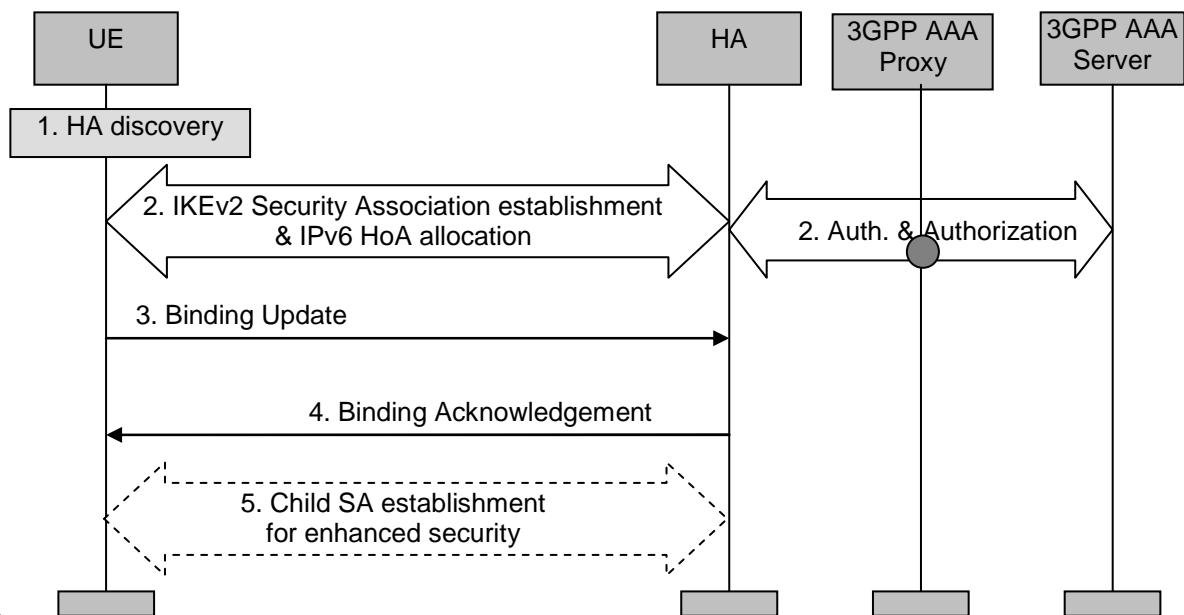 UE
HA
3GPP AAA
Proxy
3GPP AAA
Server
1. HA discovery
2. IKEv2 Security Association establishment
& IPv6 HoA allocation
2. Auth. & Authorization
3. Binding Update
4. Binding Acknowledgement
5. Child SA establishment
for enhanced security